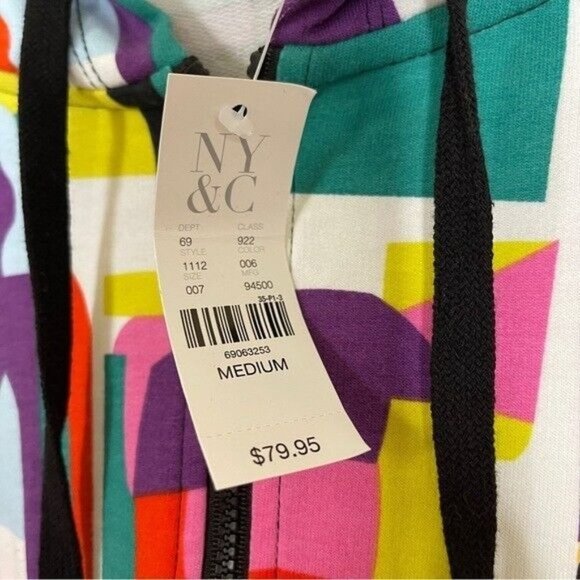 NY
&C
DEPT CLASS
69 922
STYLE COLOR
1112 006
SIZE MFG
007 94500
35-P1-3
69063253
MEDIUM
$79.95